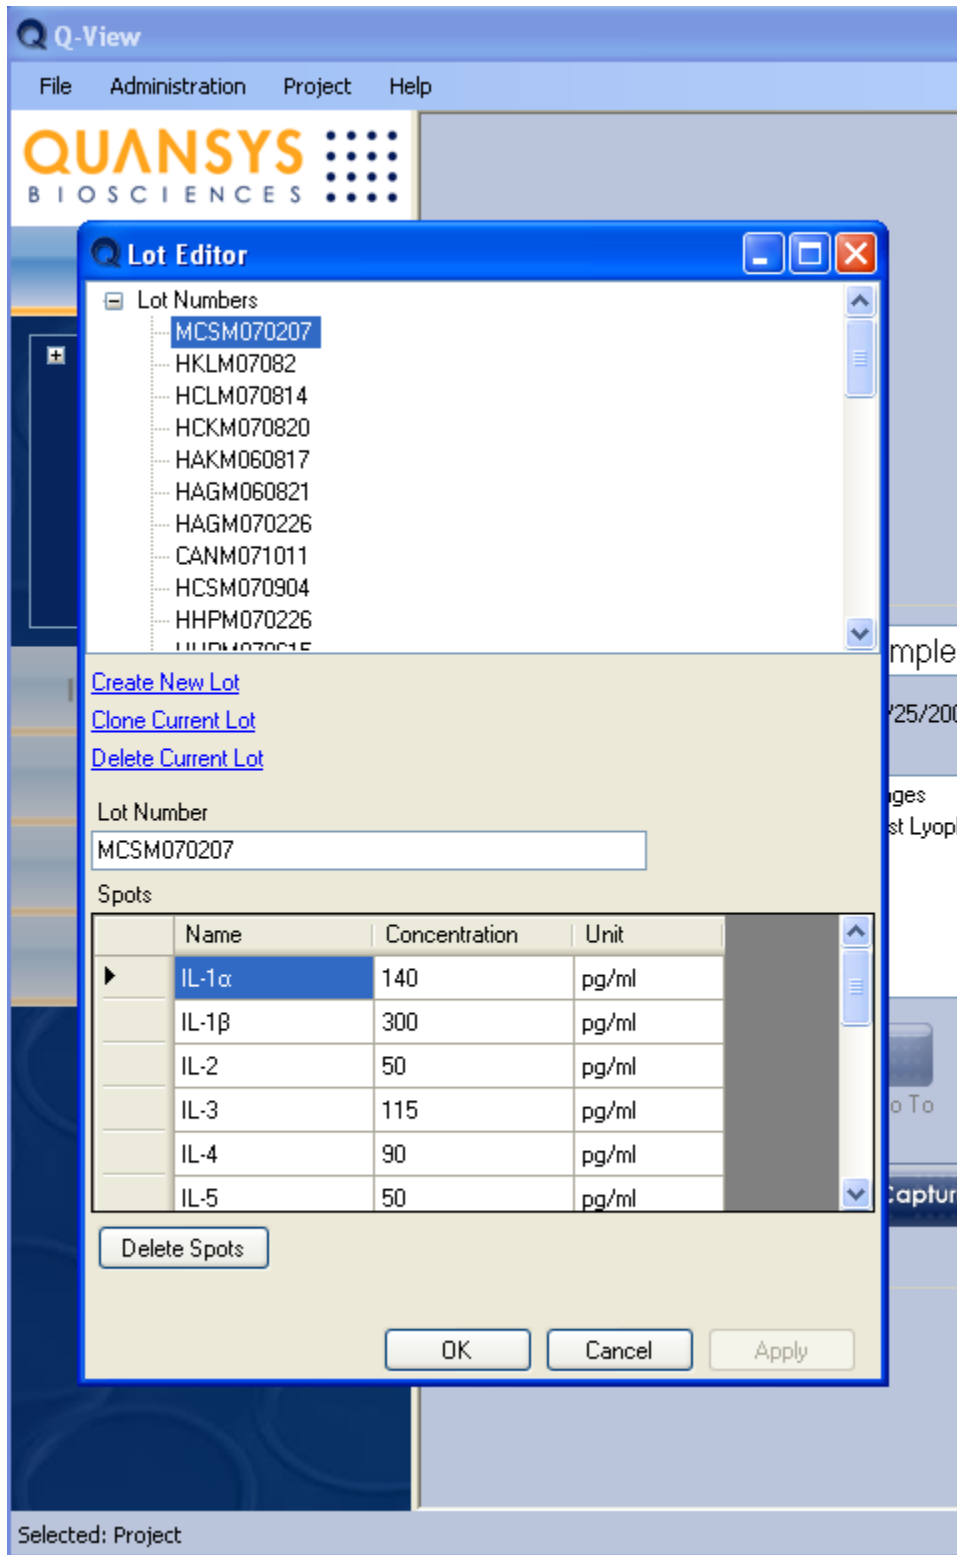 Q-View
File Administration Project Help
QUANSYS
BIOSCIENCES
Lot Editor
Lot Numbers
MCSM070207
HKLM07082
HCLM070814
HCKM070820
HAKM060817
HAGM060821
HAGM070226
CANM071011
HCSM070904
HHPM070226
Create New Lot
Clone Current Lot
Delete Current Lot
Lot Number
MCSM070207
Spots
Name Concentration Unit
IL-1α 140 pg/ml
IL-1β 300 pg/ml
IL-2 50 pg/ml
IL-3 115 pg/ml
IL-4 90 pg/ml
IL-5 50 pg/ml
Delete Spots
OK Cancel Apply
mple
/25/200
ages
st Lyop
o To
Captur
Selected: Project